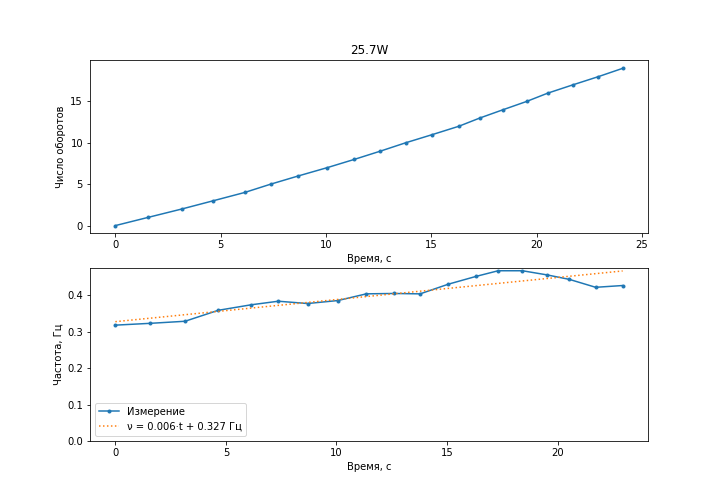 25.7W
Число оборотов
15
10
5
0
0 5 10 15 20 25
Время, с
Частота, Гц
0.4
0.3
0.2
0.1
0.0
Измерение
ν = 0.006·t + 0.327 Гц
0 5 10 15 20
Время, с